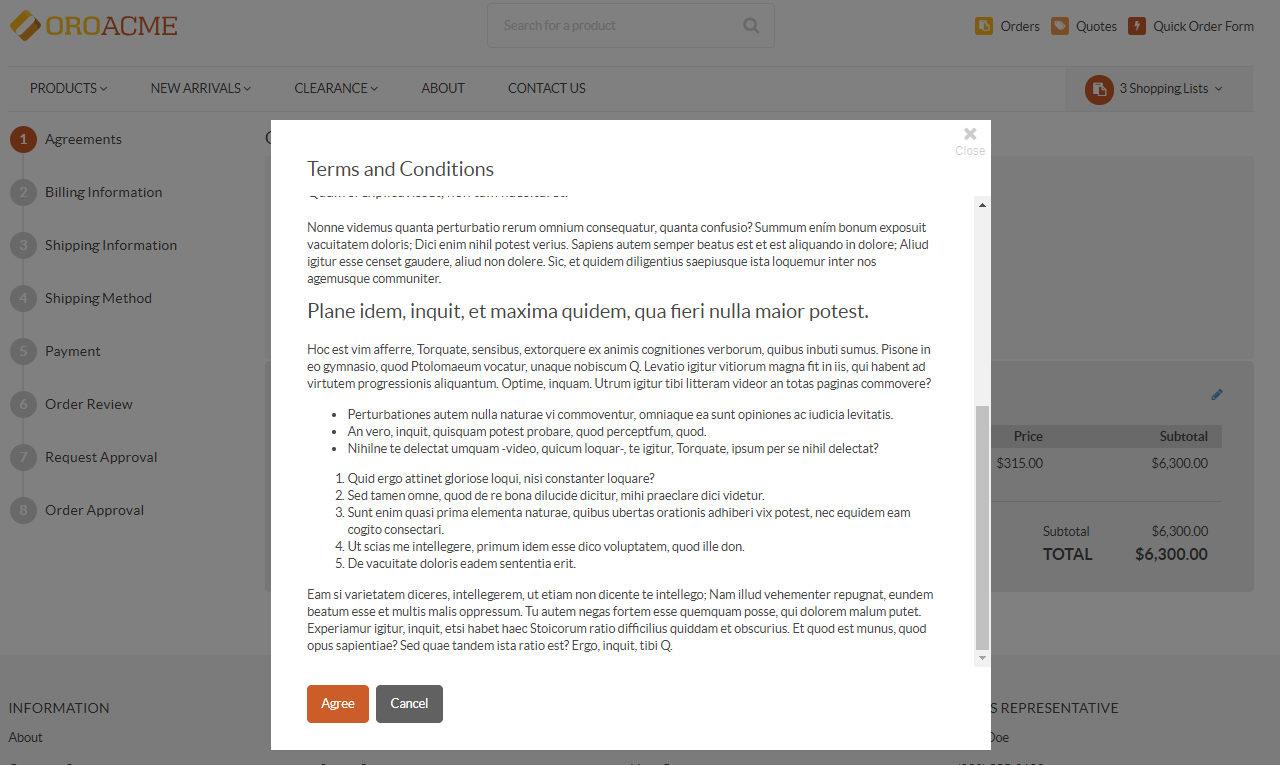 OROACME
Search for a product
Orders
Quotes
Quick Order Form
PRODUCTS
NEW ARRIVALS
CLEARANCE
ABOUT
CONTACT US
3 Shopping Lists
1 Agreements
2 Billing Information
3 Shipping Information
4 Shipping Method
5 Payment
6 Order Review
7 Request Approval
8 Order Approval
Close
Terms and Conditions
Nonne videmus quanta perturbatio rerum omnium consequatur, quanta confusio? Summum ením bonum exposuit
vacuitatem doloris; Dici enim nihil potest verius. Sapiens autem semper beatus est et est aliquando in dolore; Aliud
igitur esse censet gaudere, aliud non dolere. Sic, et quidem diligentius saepiusque ista loquemur inter nos
agemusque communiter.
Plane idem, inquit, et maxima quidem, qua fieri nulla maior potest.
Hoc est vim afferre, Torquate, sensibus, extorquere ex animis cognitiones verborum, quibus inbuti sumus. Pisone in
eo gymnasio, quod Ptolomaeum vocatur, unaque nobiscum Q. Levatio igitur vitiorum magna fit in iis, qui habent ad
virtutem progressionis aliquantum. Optime, inquam. Utrum igitur tibi litteram videor an totas paginas commovere?
• Perturbationes autem nulla naturae vi commoventur, omniaque ea sunt opiniones ac iudicia levitatis.
• An vero, inquit, quisquam potest probare, quod perceptfum, quod.
• Nihilne te delectat umquam -video, quicum loquar-, te igitur, Torquate, ipsum per se nihil delectat?
1. Quid ergo attinet gloriose loqui, nisi constanter loquare?
2. Sed tamen omne, quod de re bona dilucide dicitur, mihi praeclare dici videtur.
3. Sunt enim quasi prima elementa naturae, quibus ubertas orationis adhiberi vix potest, nec equidem eam
cogito consectari.
4. Ut scias me intellegere, primum idem esse dico voluptatem, quod ille don.
5. De vacuitate doloris eadem sententia erit.
Eam si varietatem diceres, intellegerem, ut etiam non dicente te intellego; Nam illud vehementer repugnat, eundem
beatum esse et multis malis oppressum. Tu autem negas fortem esse quemquam posse, qui dolorem malum putet.
Experiamur igitur, inquit, etsi habet haec Stoicorum ratio difficilius quiddam et obscurius. Et quod est munus, quod
opus sapientiae? Sed quae tandem ista ratio est? Ergo, inquit, tibi Q.
Agree
Cancel
Price
Subtotal
$315.00
$6,300.00
Subtotal
$6,300.00
TOTAL
$6,300.00
INFORMATION
About
S REPRESENTATIVE
Doe